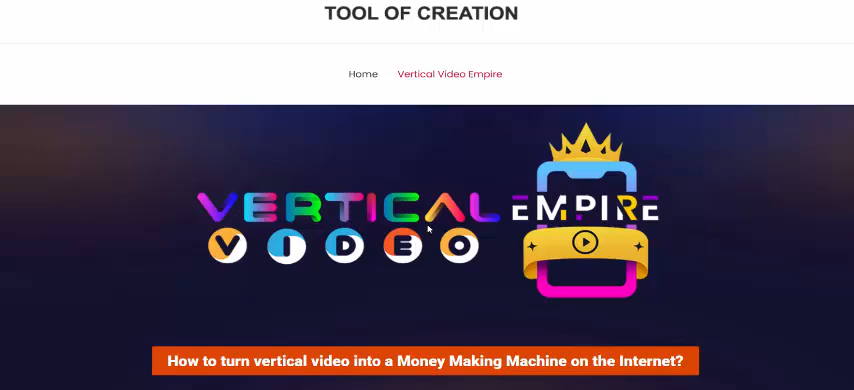 TOOL OF CREATION
Home Vertical Video Empire
VERTICAL
EMPIRE
VIDEO
How to turn vertical video into a Money Making Machine on the Internet?